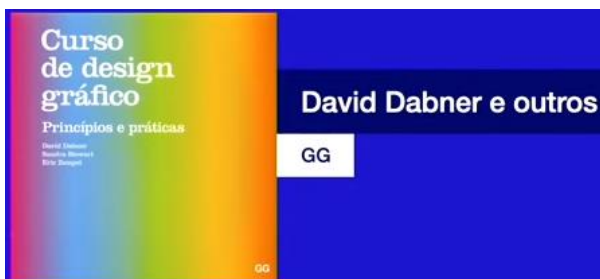 Curso
de design
gráfico
Princípios e práticas
David Dabner
Sandra Stewart
Eric Zempol
GG
David Dabner e outros
GG